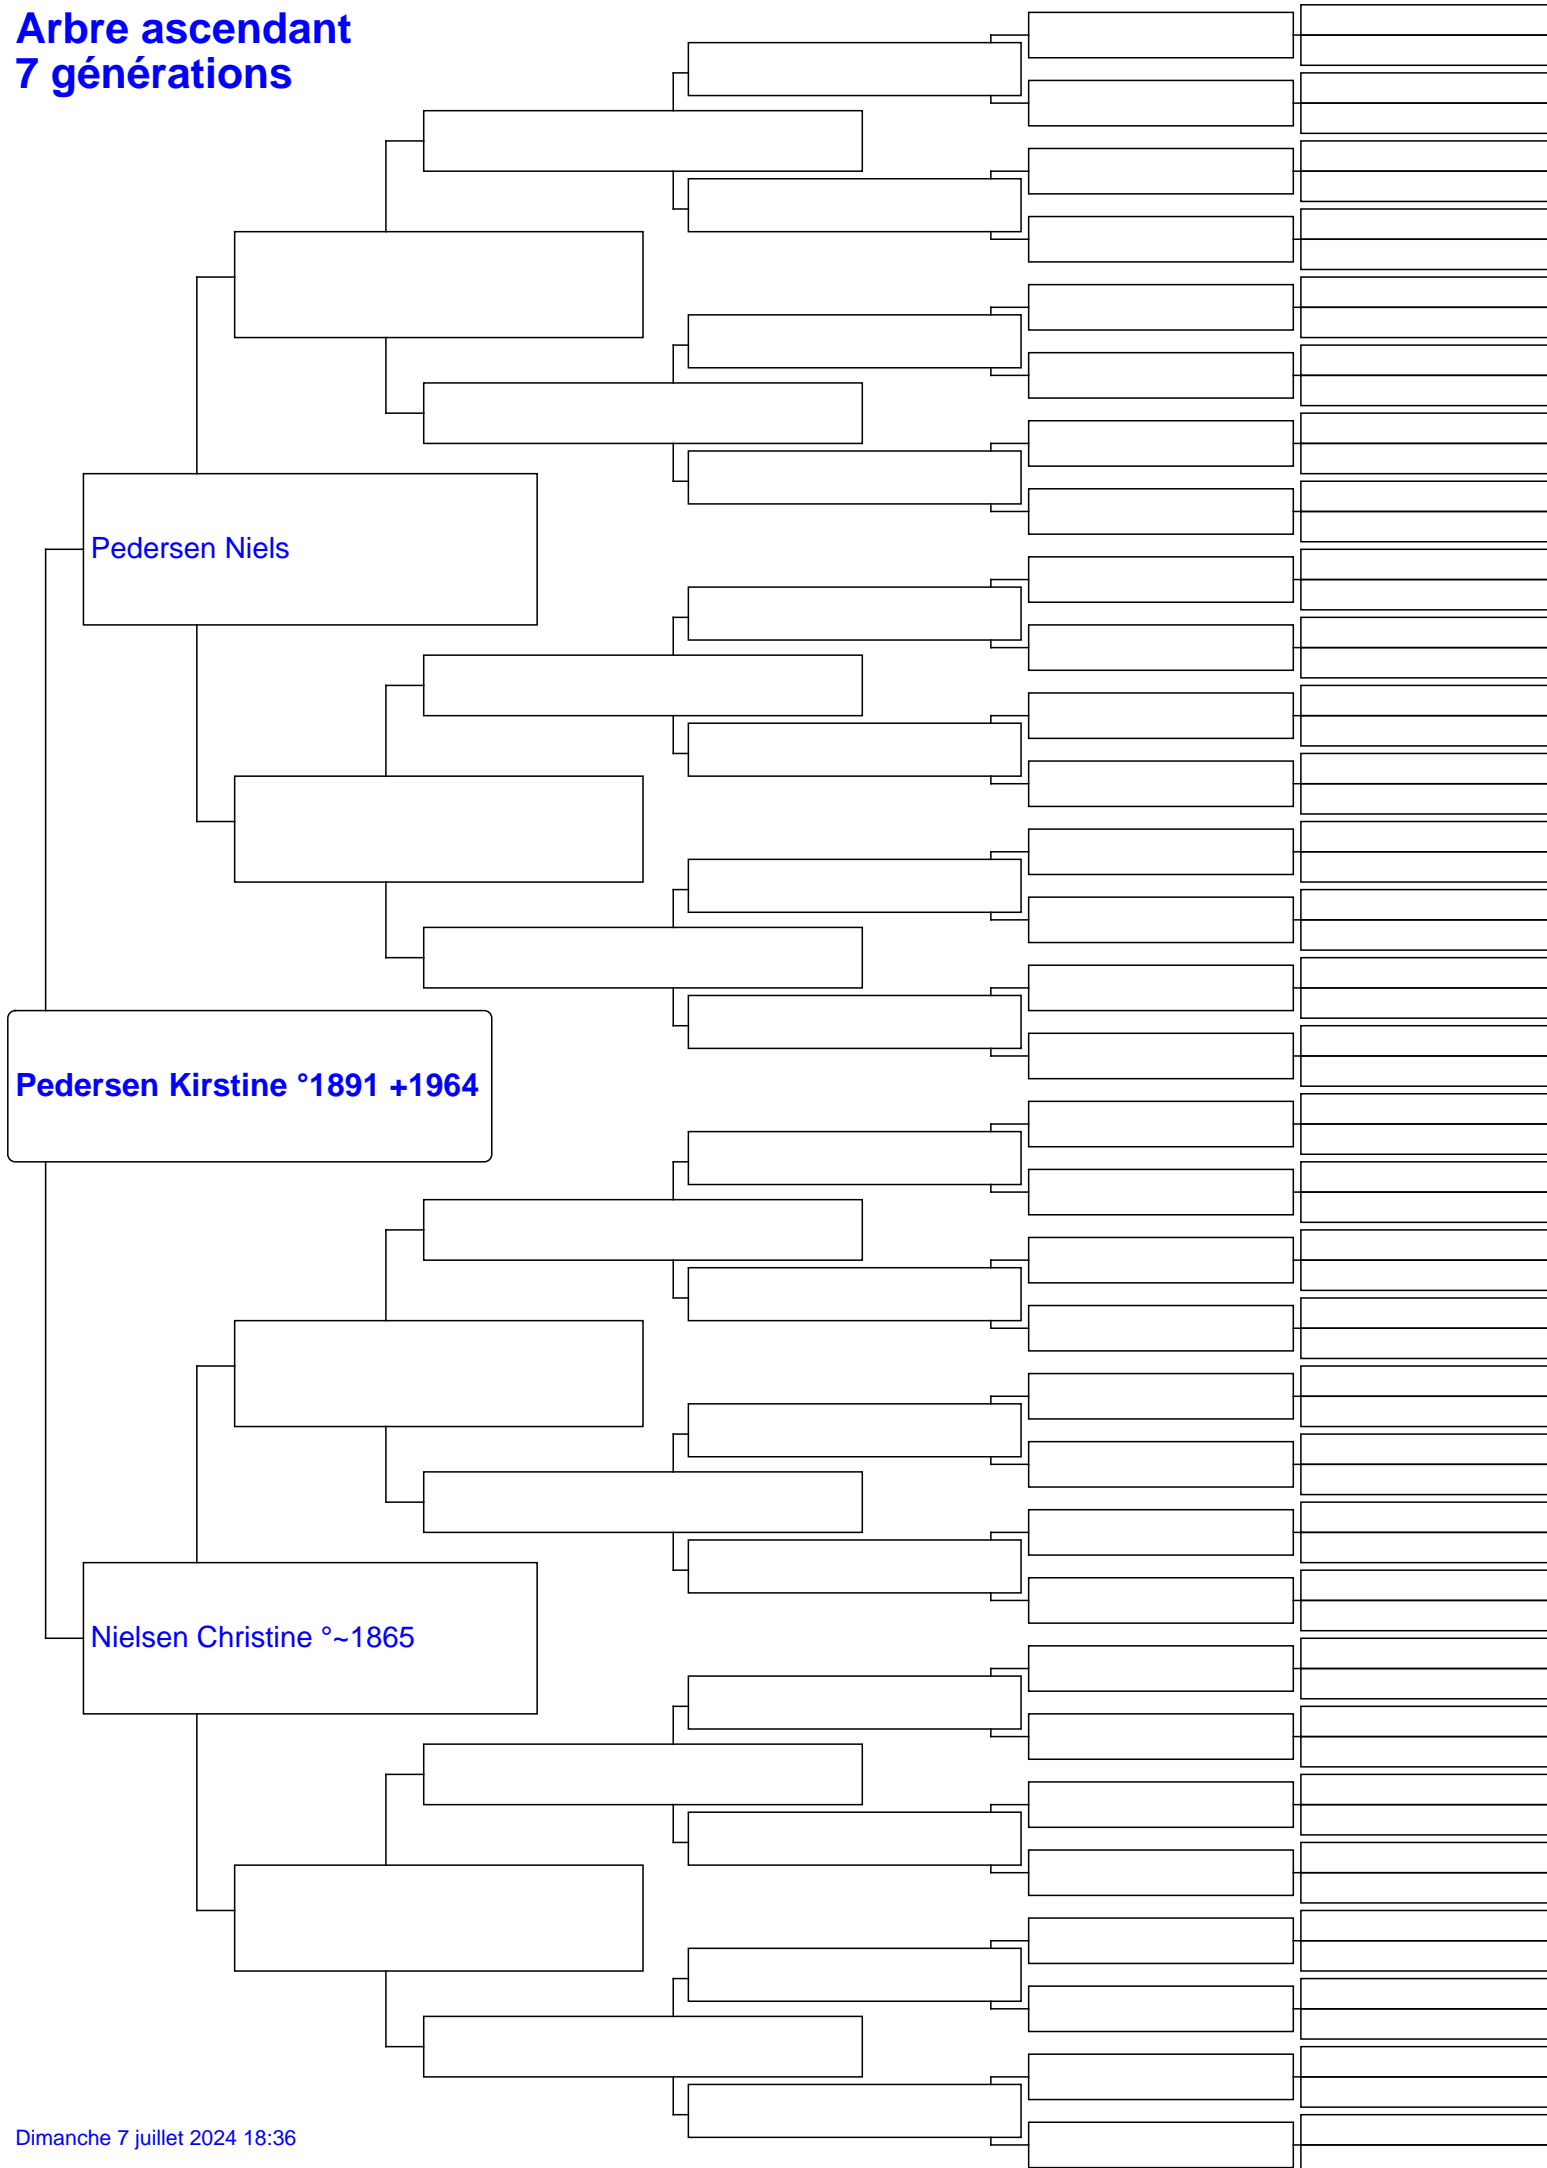 Arbre ascendant
7 générations
Pedersen Niels
Pedersen Kirstine °1891 +1964
Nielsen Christine °~1865
Dimanche 7 juillet 2024 18:36